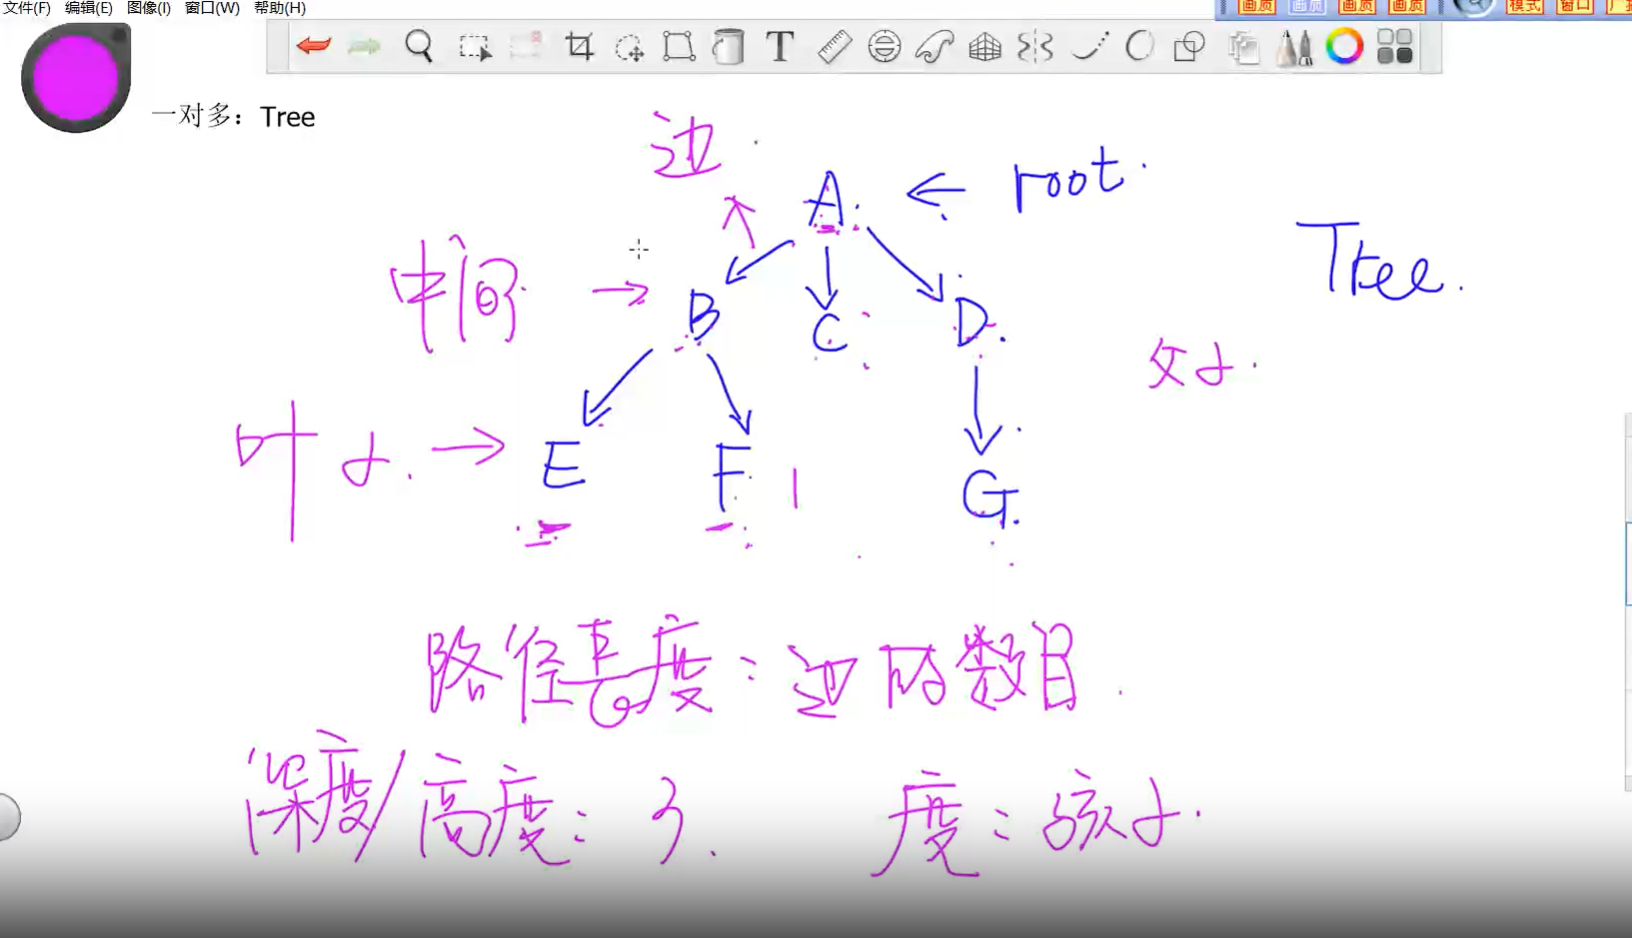 文件(F) 编辑(E) 图像(I) 窗口(W) 帮助(H)
画质 画质 画质 画质 模式 窗口
一对多：Tree
边
A ← root
Tree
中间 → B C D
父子
叶子 → E F G
路径长度：边的数目
深度/高度：3
度：孩子